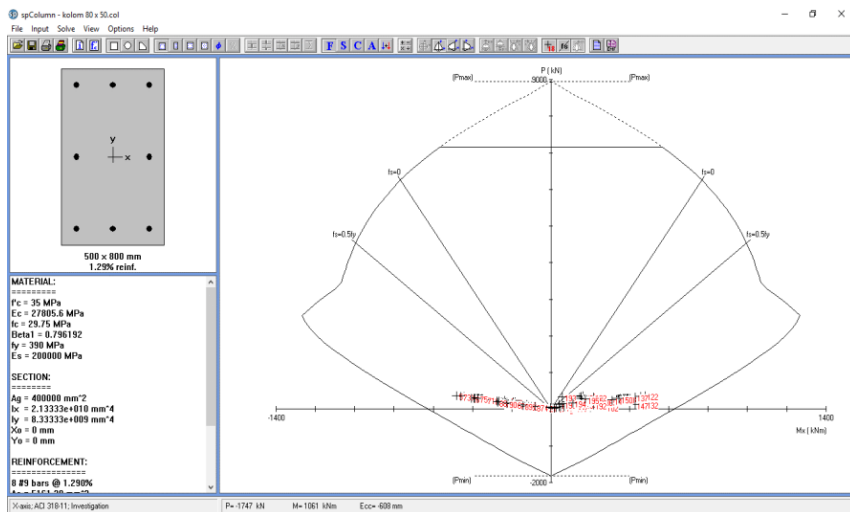 spColumn - kolom 80 x 50.col
File Input Solve View Options Help
F S C A
500 x 800 mm
1.29% reinf.
MATERIAL:
=========
f'c = 35 MPa
Ec = 27805.6 MPa
fc = 29.75 MPa
Beta1 = 0.796192
fy = 390 MPa
Es = 200000 MPa
SECTION:
========
Ag = 400000 mm^2
Ix = 2.13333e+010 mm^4
Iy = 8.33333e+009 mm^4
Xo = 0 mm
Yo = 0 mm
REINFORCEMENT:
==============
8 #9 bars @ 1.290%
y
x
P ( kN)
(Pmax)
9000
(Pmax)
fs=0
fs=0
fs=0.5fy
fs=0.5fy
-1400
1400
Mx ( kNm)
(Pmin)
-2000
(Pmin)
X-axis; ACI 318-11; Investigation
P= -1747 kN
M= 1061 kNm
Ecc= -608 mm